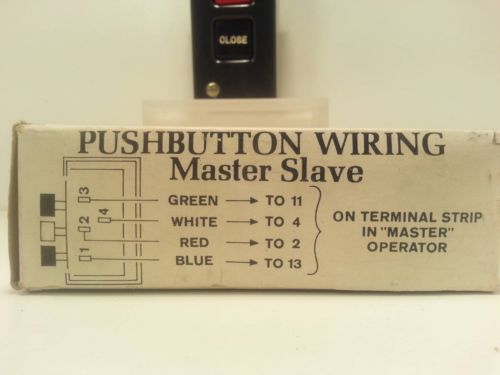 CLOSE
PUSHBUTTON WIRING
Master Slave
3 GREEN TO 11
4 WHITE TO 4
2 RED TO 2
1 BLUE TO 13
ON TERMINAL STRIP
IN "MASTER"
OPERATOR